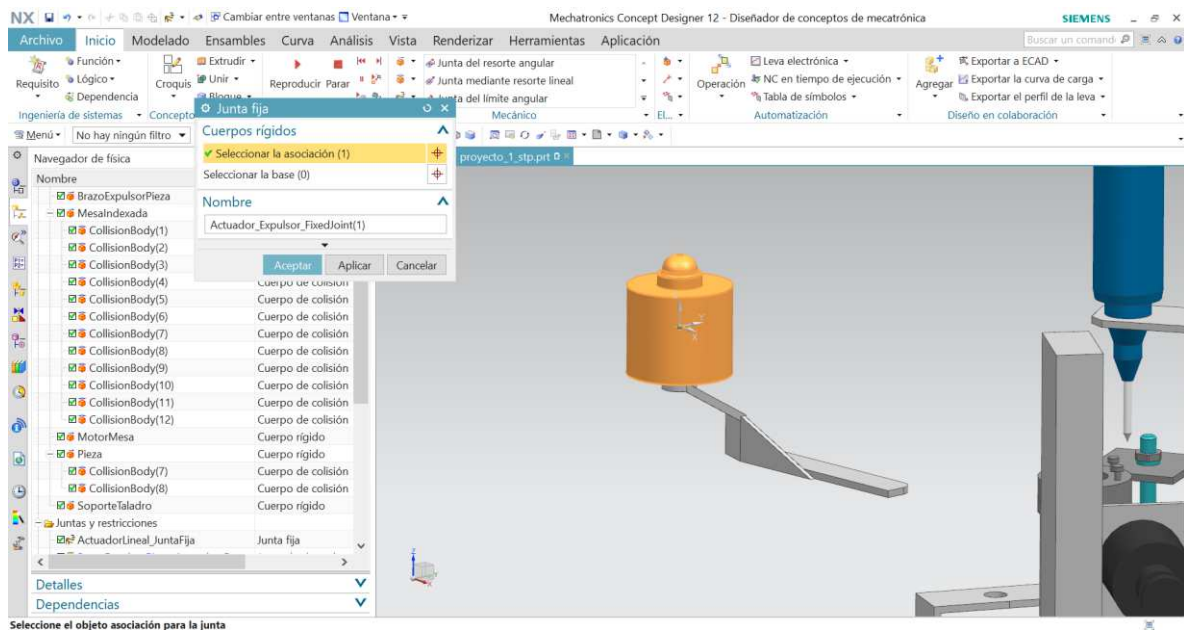 NX Cambiar entre ventanas Ventana Mechatronics Concept Designer 12 - Diseñador de conceptos de mecatrónica SIEMENS
Archivo Inicio Modelado Ensambles Curva Análisis Vista Renderizar Herramientas Aplicación Buscar un comand
Función Extrudir Junta del resorte angular Leva electrónica Exportar a ECAD
Requisito Lógico Croquis Unir Reproducir Parar Junta mediante resorte lineal Operación NC en tiempo de ejecución Agregar Exportar la curva de carga
Dependencia Bloque Junta del límite angular Tabla de símbolos Exportar el perfil de la leva
Ingeniería de sistemas Concepto Mecánico EL... Automatización Diseño en colaboración
Menú No hay ningún filtro
Junta fija
Cuerpos rígidos
Seleccionar la asociación (1)
Seleccionar la base (0)
Nombre
Actuador_Expulsor_FixedJoint(1)
Aceptar Aplicar Cancelar
proyecto_1_stp.prt
Navegador de física
Nombre
BrazoExpulsorPieza
MesaIndexada
CollisionBody(1)
CollisionBody(2)
CollisionBody(3)
CollisionBody(4) Cuerpo de colisión
CollisionBody(5) Cuerpo de colisión
CollisionBody(6) Cuerpo de colisión
CollisionBody(7) Cuerpo de colisión
CollisionBody(8) Cuerpo de colisión
CollisionBody(9) Cuerpo de colisión
CollisionBody(10) Cuerpo de colisión
CollisionBody(11) Cuerpo de colisión
CollisionBody(12) Cuerpo de colisión
MotorMesa Cuerpo rígido
Pieza Cuerpo rígido
CollisionBody(7) Cuerpo de colisión
CollisionBody(8) Cuerpo de colisión
SoporteTaladro Cuerpo rígido
Juntas y restricciones
ActuadorLineal_JuntaFija Junta fija
Detalles
Dependencias
Seleccione el objeto asociación para la junta